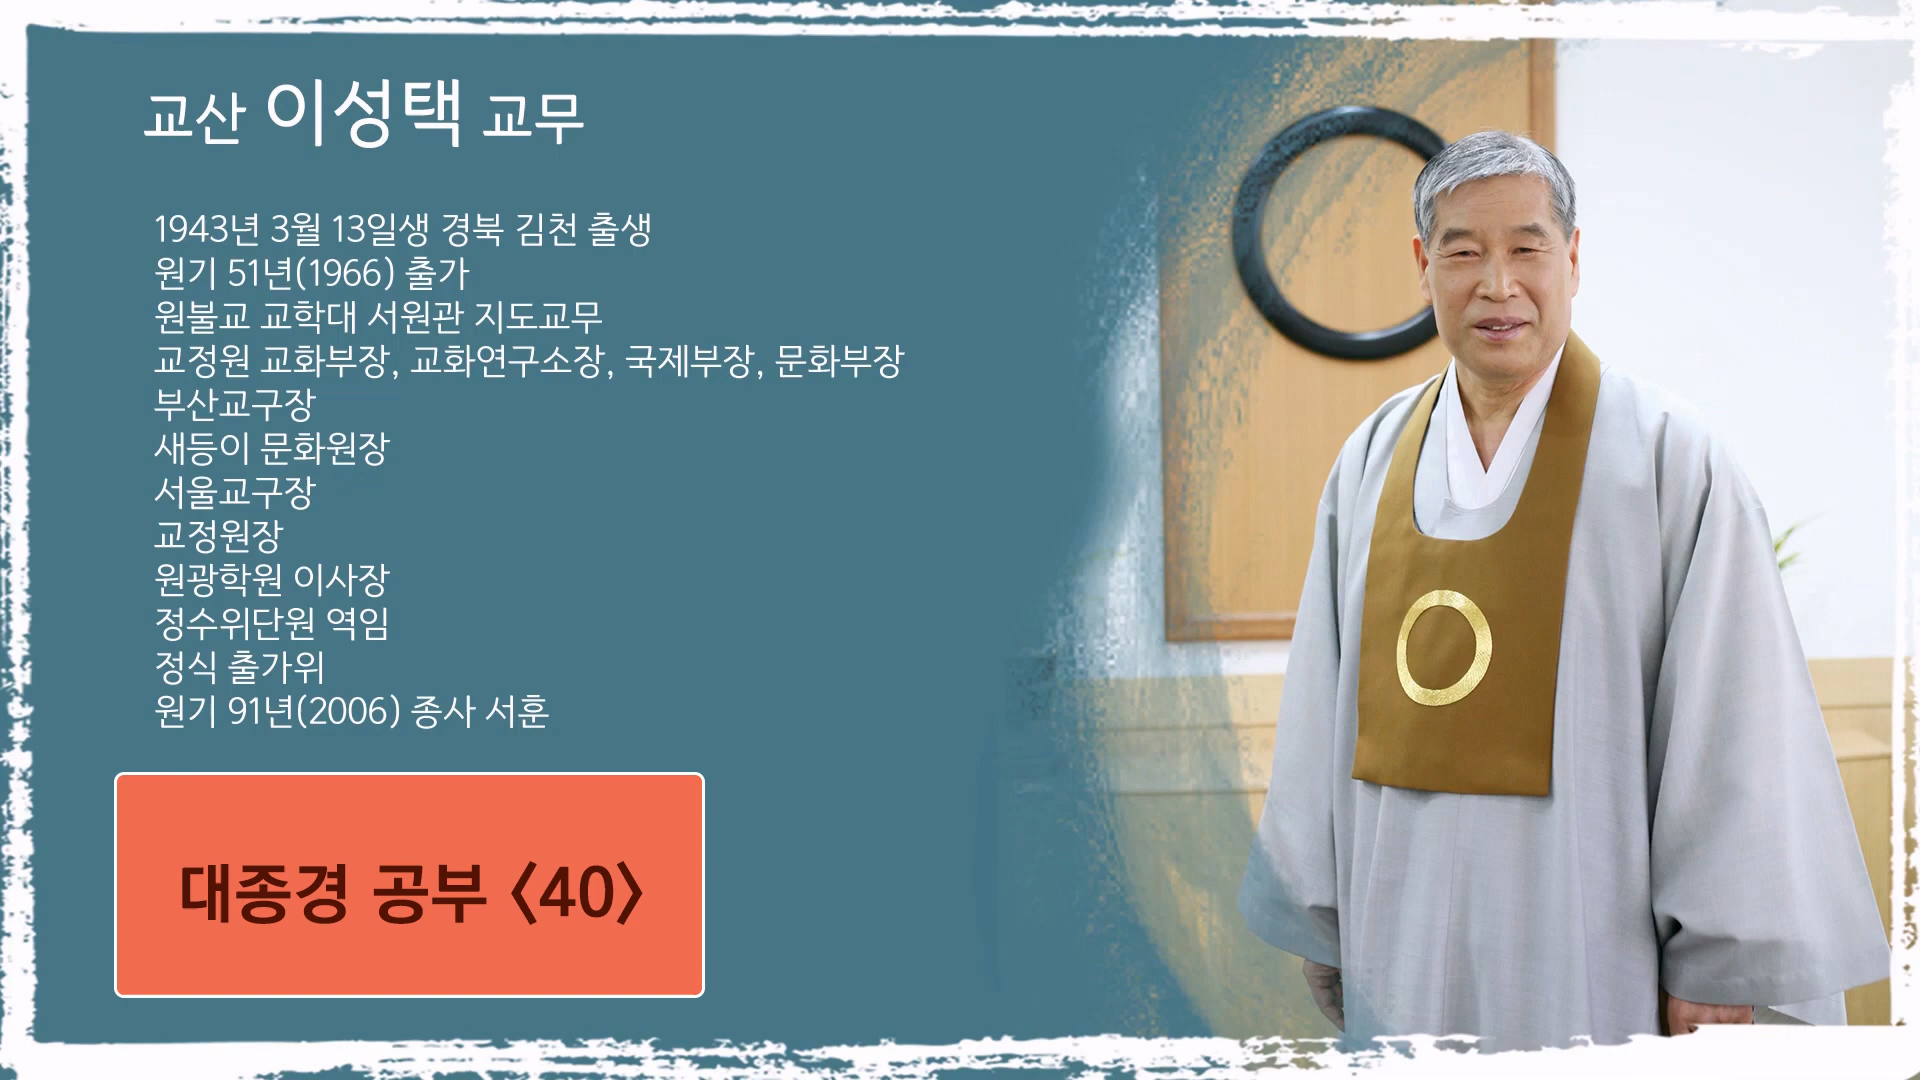 교산 이성택 교무
1943년 3월 13일생 경북 김천 출생
원기 51년(1966) 출가
원불교 교학대 서원관 지도교무
교정원 교화부장, 교화연구소장, 국제부장, 문화부장
부산교구장
새등이 문화원장
서울교구장
교정원장
원광학원 이사장
정수위단원 역임
정식 출가위
원기 91년(2006) 종사 서훈
대종경 공부 <40>